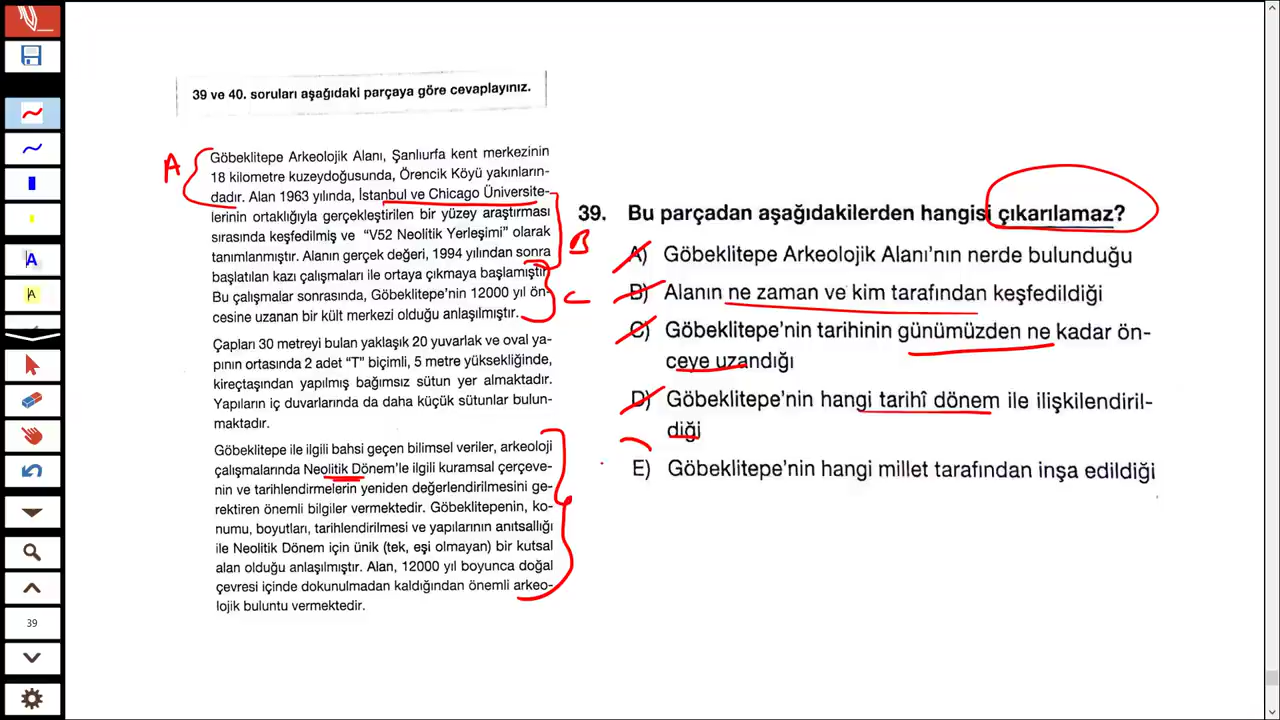 39 ve 40. soruları aşağıdaki parçaya göre cevaplayınız.
A
Göbeklitepe Arkeolojik Alanı, Şanlıurfa kent merkezinin
18 kilometre kuzeydoğusunda, Örencik Köyü yakınların-
dadır. Alan 1963 yılında, İstanbul ve Chicago Üniversite-
lerinin ortaklığıyla gerçekleştirilen bir yüzey araştırması
sırasında keşfedilmiş ve “V52 Neolitik Yerleşimi” olarak
tanımlanmıştır. Alanın gerçek değeri, 1994 yılından sonra
başlatılan kazı çalışmaları ile ortaya çıkmaya başlamıştır.
Bu çalışmalar sonrasında, Göbeklitepe'nin 12000 yıl ön-
cesine uzanan bir kült merkezi olduğu anlaşılmıştır.
B
C
Çapları 30 metreyi bulan yaklaşık 20 yuvarlak ve oval ya-
pının ortasında 2 adet “T” biçimli, 5 metre yüksekliğinde,
kireçtaşından yapılmış bağımsız sütun yer almaktadır.
Yapıların iç duvarlarında da daha küçük sütunlar bulun-
maktadır.
Göbeklitepe ile ilgili bahsi geçen bilimsel veriler, arkeoloji
çalışmalarında Neolitik Dönem'le ilgili kuramsal çerçeve-
nin ve tarihlendirmelerin yeniden değerlendirilmesini ge-
rektiren önemli bilgiler vermektedir. Göbeklitepenin, ko-
numu, boyutları, tarihlendirilmesi ve yapılarının anıtsallığı
ile Neolitik Dönem için ünik (tek, eşi olmayan) bir kutsal
alan olduğu anlaşılmıştır. Alan, 12000 yıl boyunca doğal
çevresi içinde dokunulmadan kaldığından önemli arkeo-
lojik buluntu vermektedir.
39. Bu parçadan aşağıdakilerden hangisi çıkarılamaz?
A) Göbeklitepe Arkeolojik Alanı'nın nerde bulunduğu
B) Alanın ne zaman ve kim tarafından keşfedildiği
C) Göbeklitepe'nin tarihinin günümüzden ne kadar ön-
ceye uzandığı
D) Göbeklitepe'nin hangi tarihî dönem ile ilişkilendiril-
diği
E) Göbeklitepe'nin hangi millet tarafından inşa edildiği
A
A
39